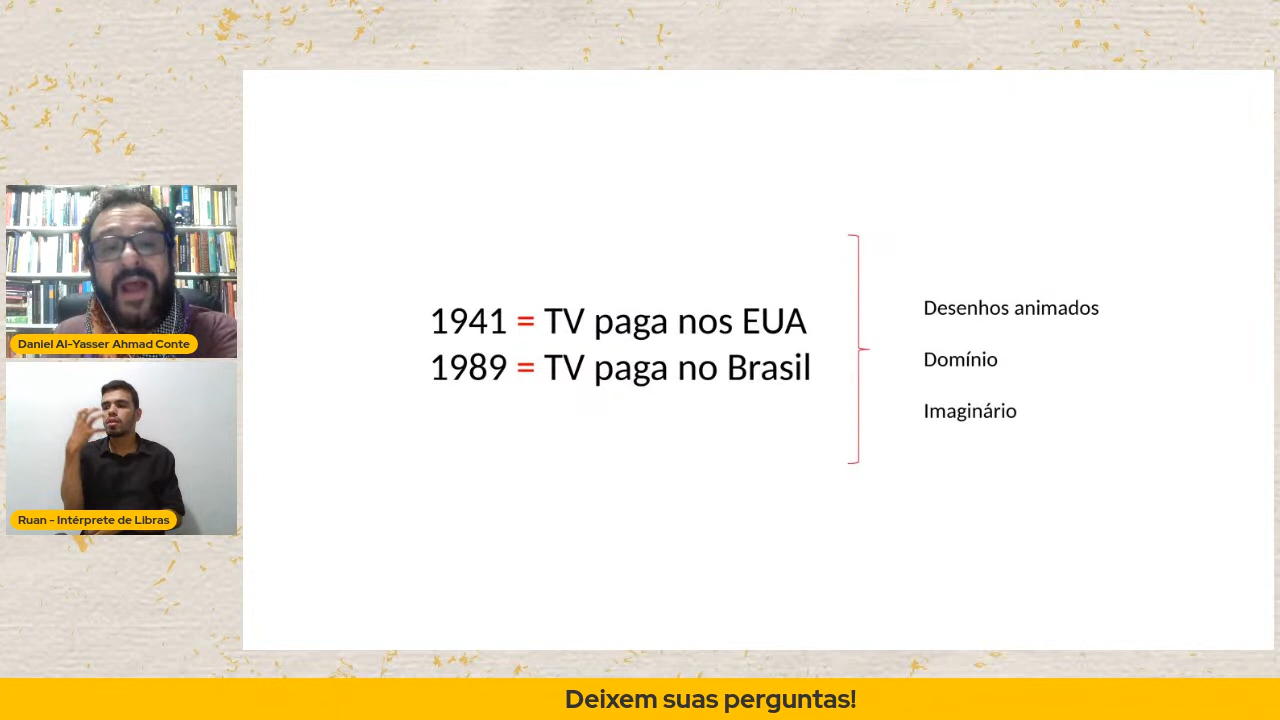 Daniel Al-Yasser Ahmad Conte
Ruan - Intérprete de Libras
1941 = TV paga nos EUA
1989 = TV paga no Brasil
Desenhos animados
Domínio
Imaginário
Deixem suas perguntas!